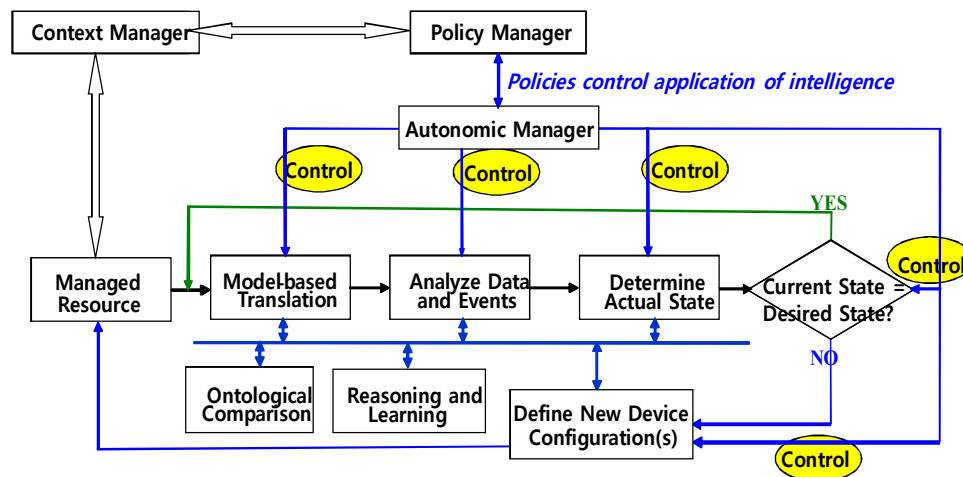 Context Manager
Policy Manager
Policies control application of intelligence
Autonomic Manager
Control
Control
Control
YES
Control
Managed
Resource
Model-based
Translation
Analyze Data
and Events
Determine
Actual State
Current State =
Desired State?
NO
Ontological
Comparison
Reasoning and
Learning
Define New Device
Configuration(s)
Control